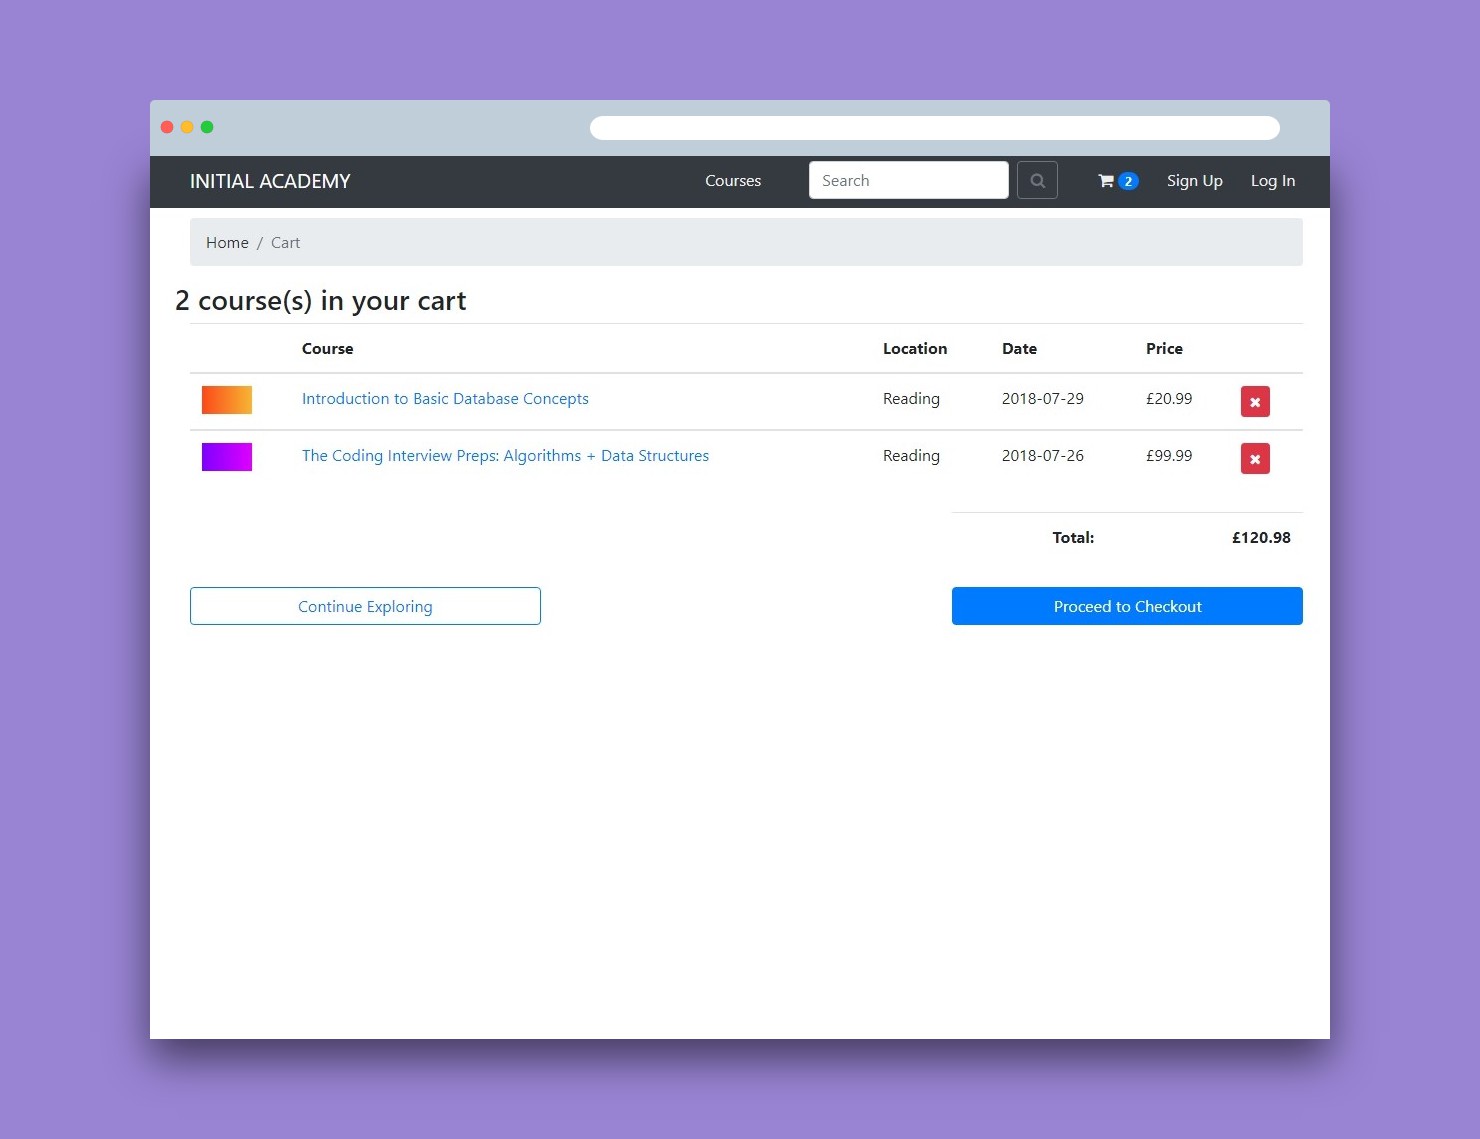 INITIAL ACADEMY Courses Search 2 Sign Up Log In
Home / Cart
2 course(s) in your cart
Course Location Date Price
Introduction to Basic Database Concepts Reading 2018-07-29 £20.99
The Coding Interview Preps: Algorithms + Data Structures Reading 2018-07-26 £99.99
Total: £120.98
Continue Exploring Proceed to Checkout